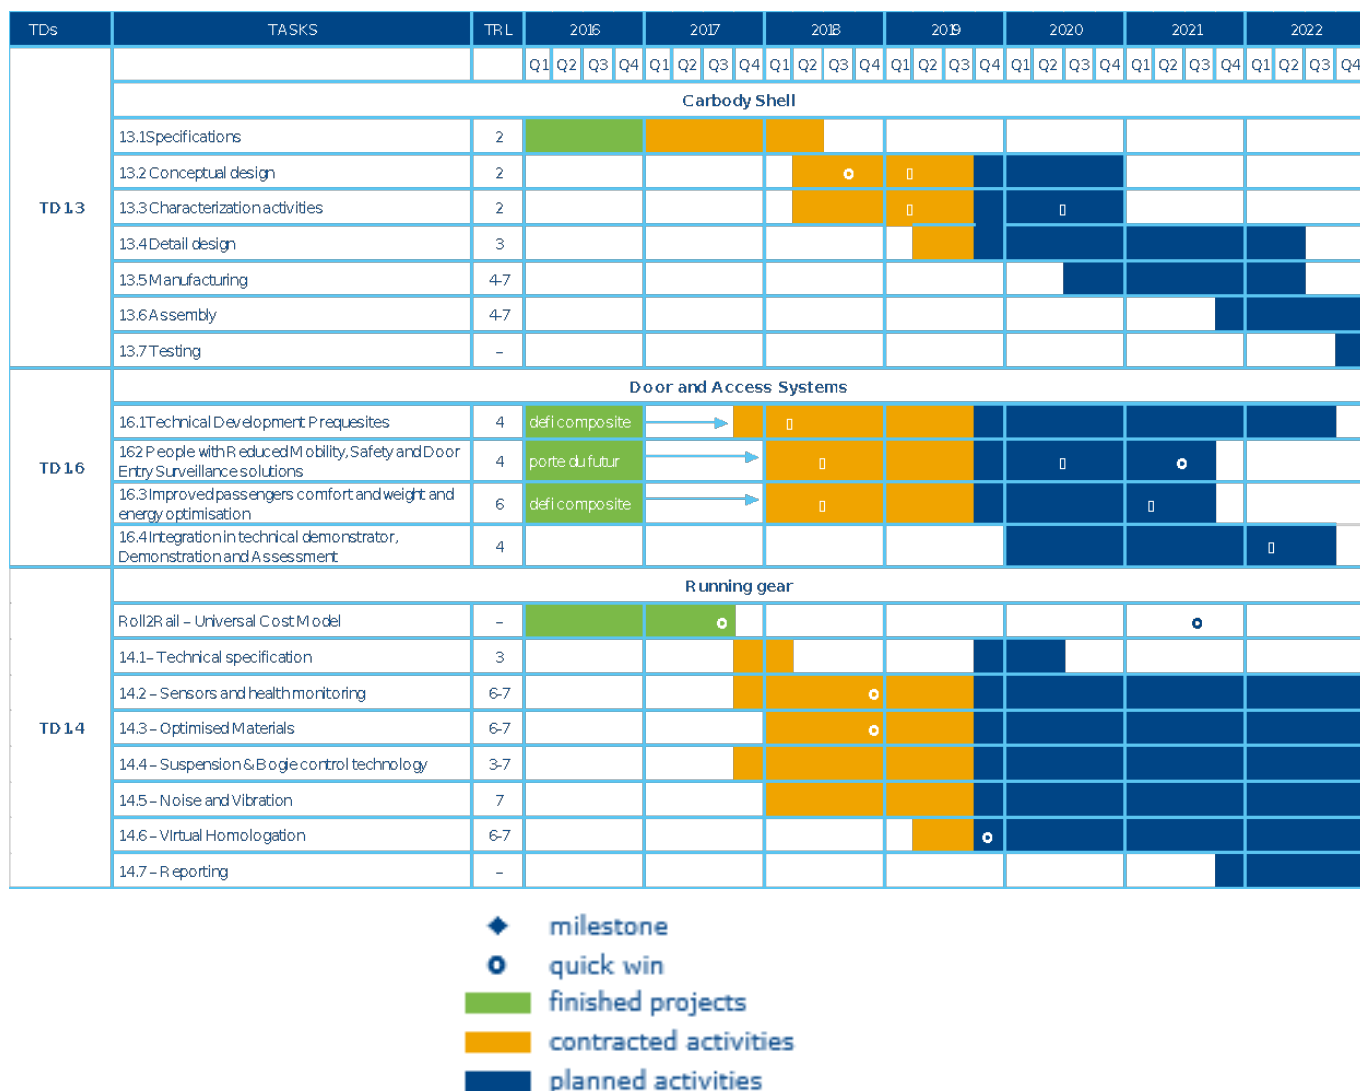 TDs TASKS TRL 2016 2017 2018 2019 2020 2021 2022
Q1 Q2 Q3 Q4 Q1 Q2 Q3 Q4 Q1 Q2 Q3 Q4 Q1 Q2 Q3 Q4 Q1 Q2 Q3 Q4 Q1 Q2 Q3 Q4 Q1 Q2 Q3 Q4
Carbody Shell
13.1 Specifications 2
13.2 Conceptual design 2
13.3 Characterization activities 2
TD13
13.4 Detail design 3
13.5 Manufacturing 4-7
13.6 Assembly 4-7
13.7 Testing –
Door and Access Systems
16.1 Technical Development Prequesites 4 defi composite
TD16
162 People with Reduced Mobility, Safety and Door
Entry Surveillance solutions 4 porte du futur
16.3 Improved passengers comfort and weight and
energy optimisation 6 defi composite
16.4 Integration in technical demonstrator,
Demonstration and Assessment 4
Running gear
Roll2Rail – Universal Cost Model –
14.1 – Technical specification 3
14.2 – Sensors and health monitoring 6-7
TD14
14.3 – Optimised Materials 6-7
14.4 – Suspension & Bogie control technology 3-7
14.5 – Noise and Vibration 7
14.6 – Virtual Homologation 6-7
14.7 – Reporting –
milestone
quick win
finished projects
contracted activities
planned activities